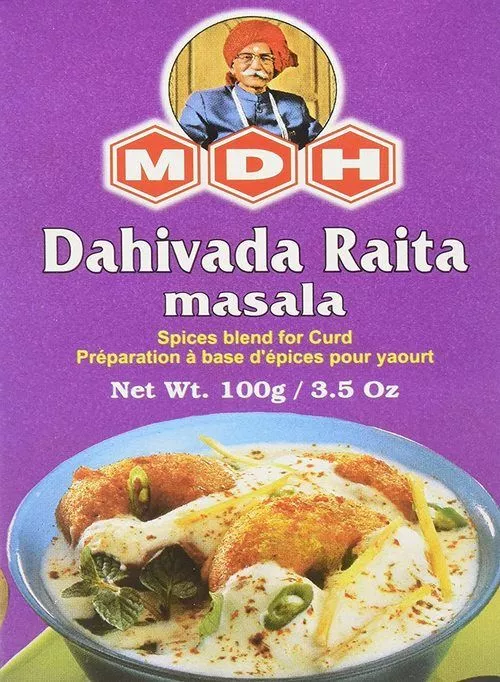 MDH
Dahivada Raita
masala
Spices blend for Curd
Préparation à base d'épices pour yaourt
Net Wt. 100g / 3.5 Oz